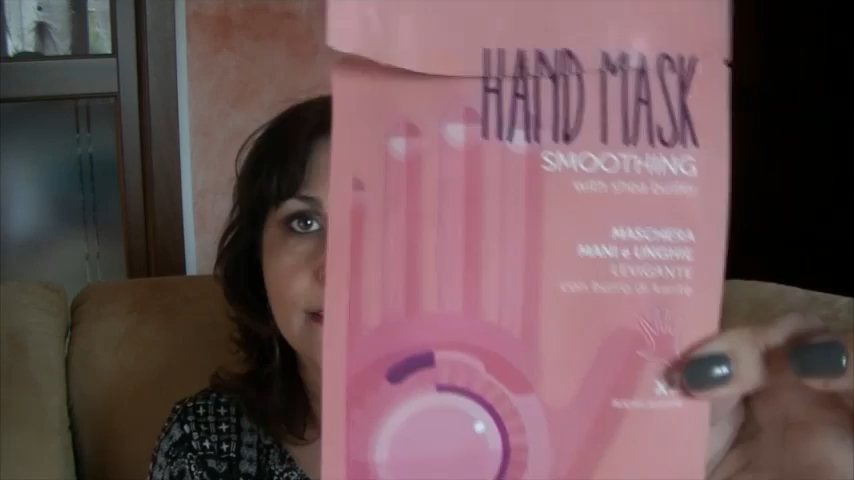 HAND MASK
SMOOTHING
with shea butter
MASCHERA
MANI e UNGHIE
LEVIGANTE
con burro di karité